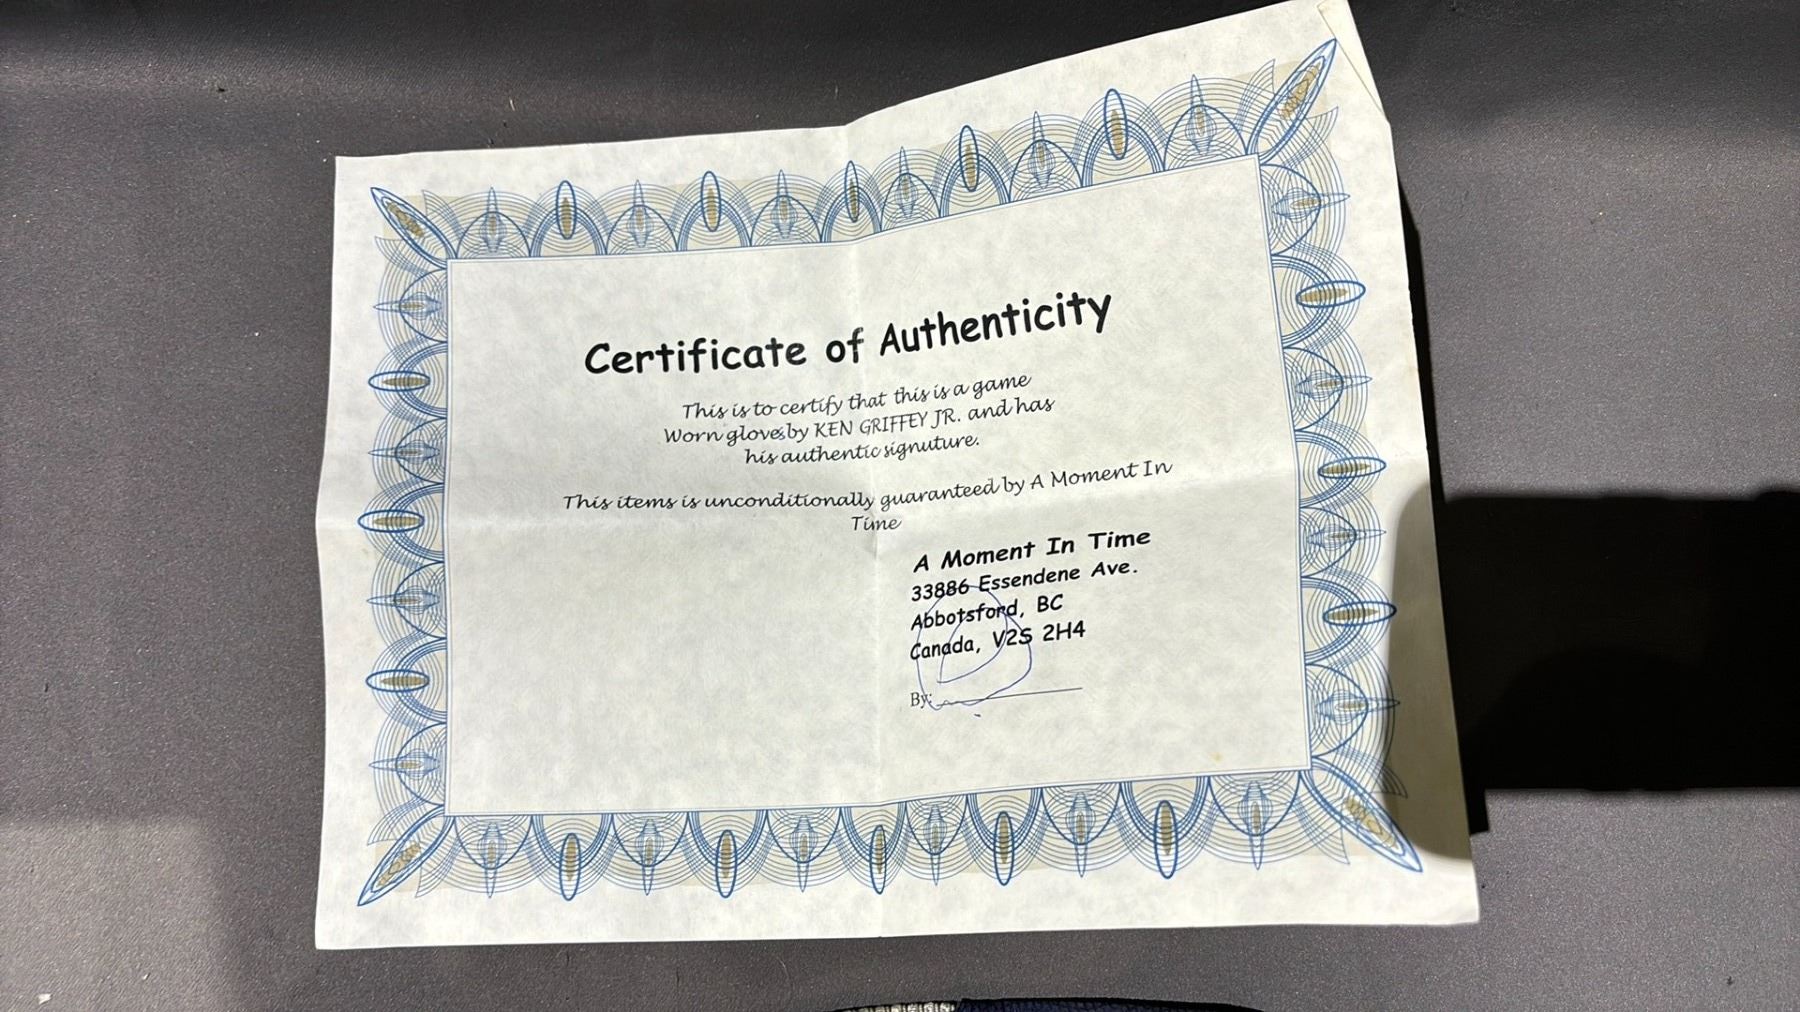 Certificate of Authenticity
This is to certify that this is a game
Worn gloves by KEN GRIFFEY JR. and has
his authentic signuture.
This items is unconditionally guaranteed by A Moment In
Time
A Moment In Time
33886 Essendene Ave.
Abbotsford, BC
Canada, V2S 2H4
By: